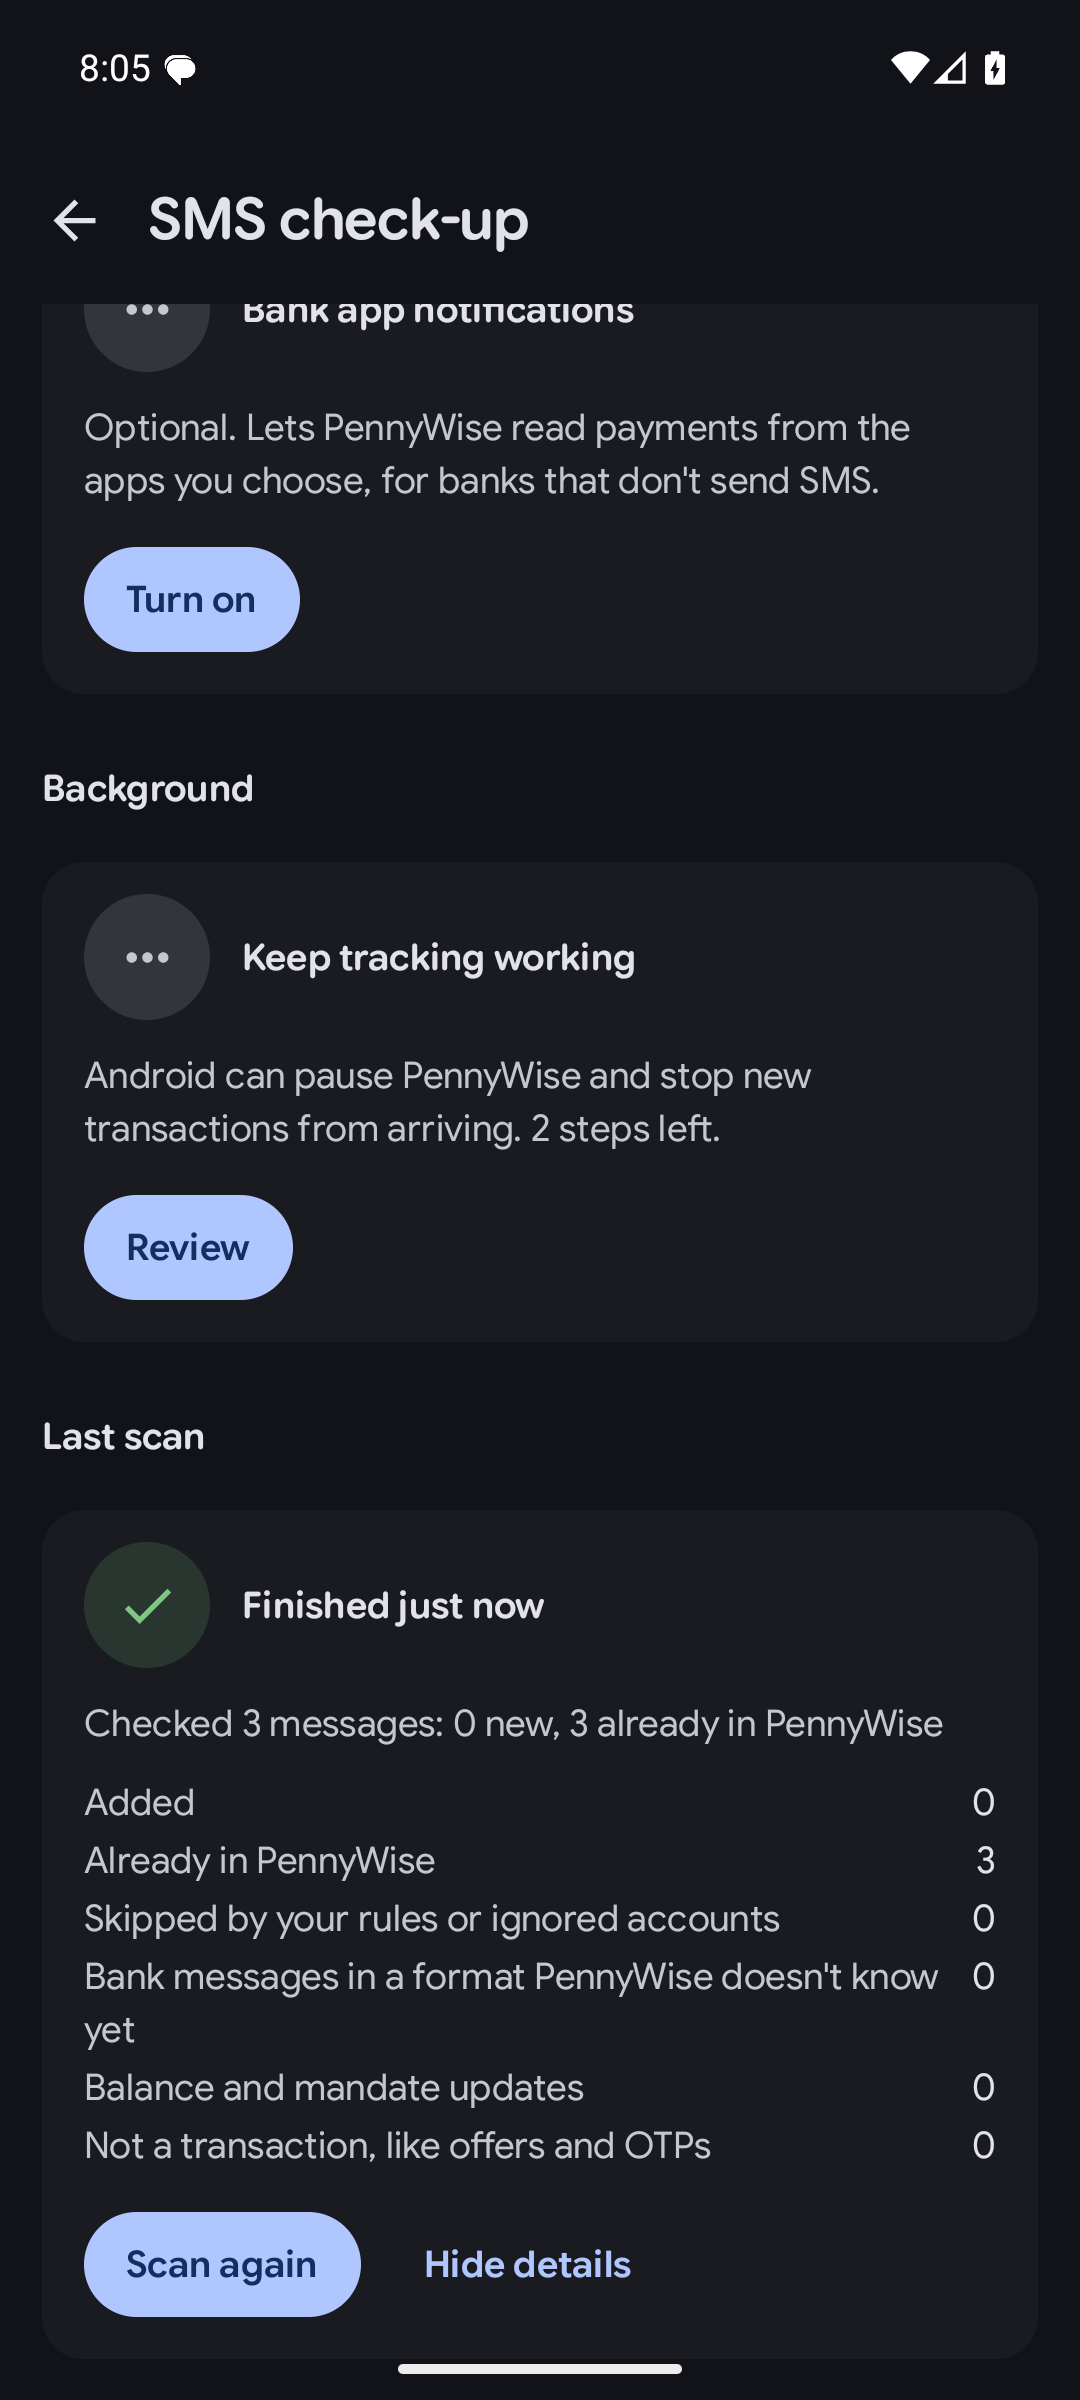 8:05
SMS check-up
Bank app notifications
Optional. Lets PennyWise read payments from the
apps you choose, for banks that don't send SMS.
Turn on
Background
Keep tracking working
Android can pause PennyWise and stop new
transactions from arriving. 2 steps left.
Review
Last scan
Finished just now
Checked 3 messages: 0 new, 3 already in PennyWise
Added 0
Already in PennyWise 3
Skipped by your rules or ignored accounts 0
Bank messages in a format PennyWise doesn't know 0
yet
Balance and mandate updates 0
Not a transaction, like offers and OTPs 0
Scan again Hide details